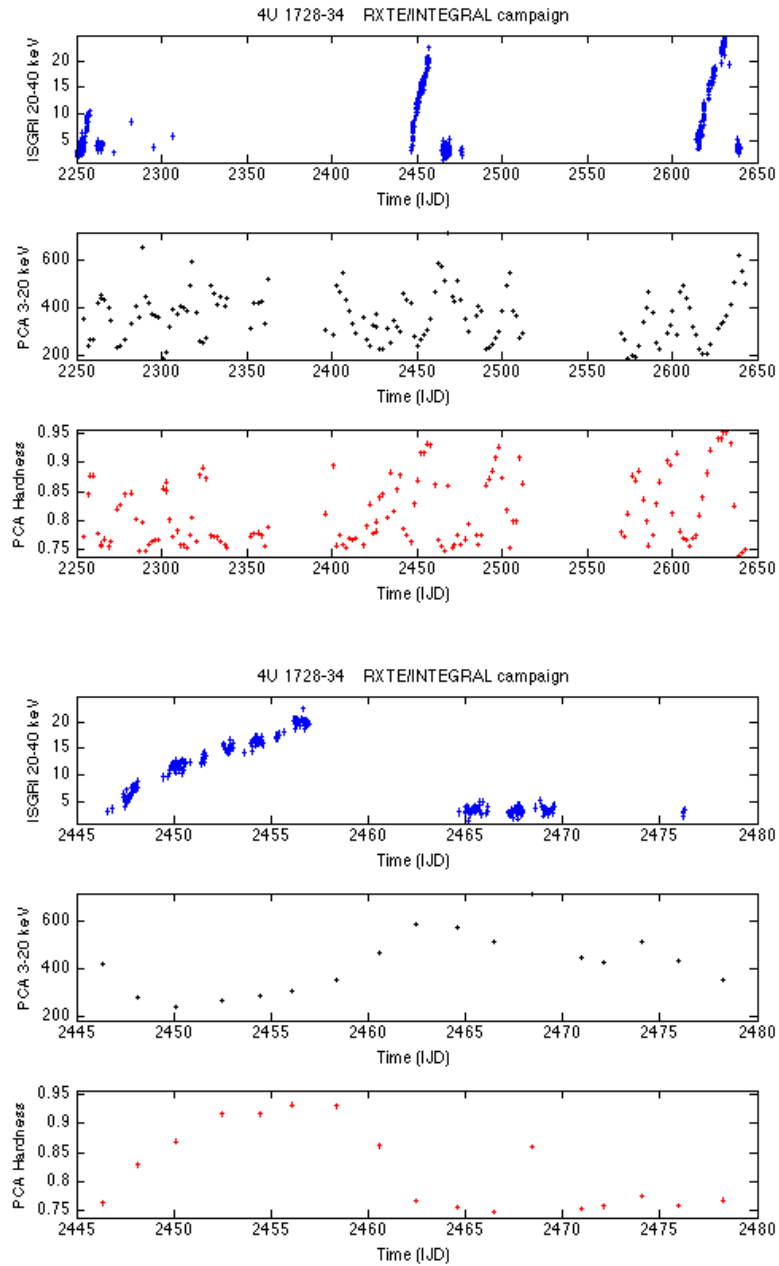 4U 1728-34 RXTE/INTEGRAL campaign
ISGRI 20-40 keV
20
15
10
5
2250 2300 2350 2400 2450 2500 2550 2600 2650
Time (IJD)
PCA 3-20 keV
600
400
200
2250 2300 2350 2400 2450 2500 2550 2600 2650
Time (IJD)
PCA Hardness
0.95
0.9
0.85
0.8
0.75
2250 2300 2350 2400 2450 2500 2550 2600 2650
Time (IJD)
4U 1728-34 RXTE/INTEGRAL campaign
ISGRI 20-40 keV
20
15
10
5
2445 2450 2455 2460 2465 2470 2475 2480
Time (IJD)
PCA 3-20 keV
600
400
200
2445 2450 2455 2460 2465 2470 2475 2480
Time (IJD)
PCA Hardness
0.95
0.9
0.85
0.8
0.75
2445 2450 2455 2460 2465 2470 2475 2480
Time (IJD)